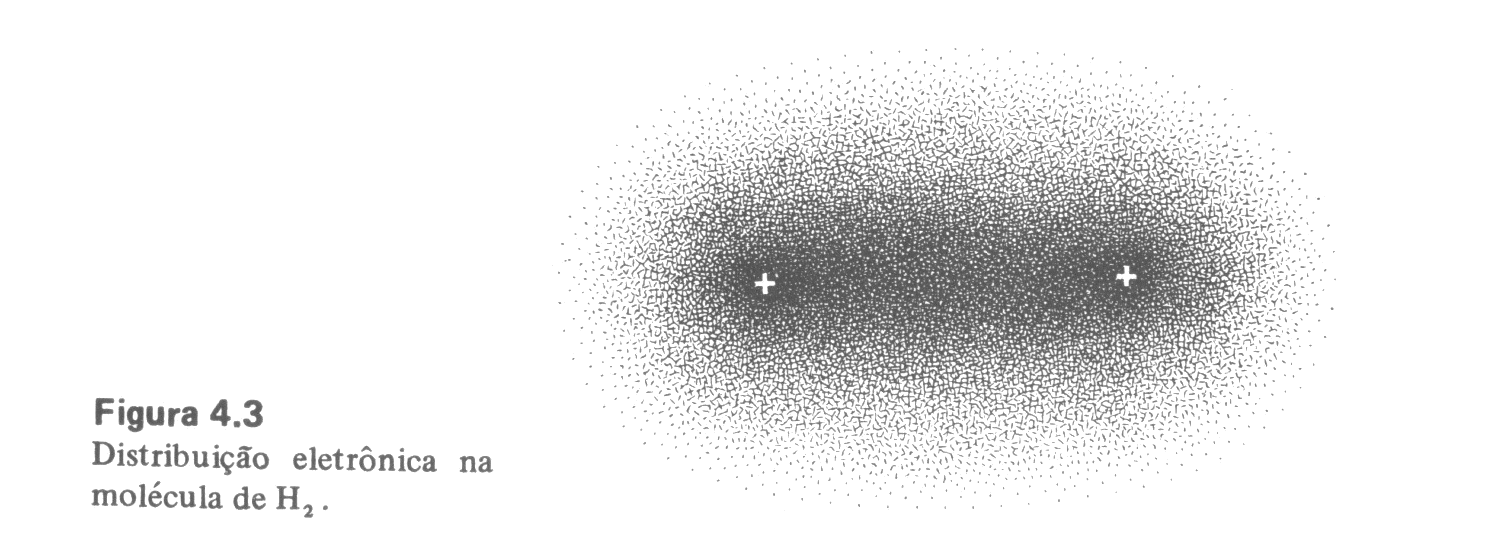 Figura 4.3
Distribuição eletrônica na
molécula de H₂.